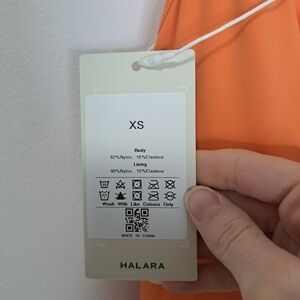 XS
Body
90%Nylon, 10%Elastane
Lining
90%Nylon, 10%Elastane
Wash With Like Colours Only
MADE IN CHINA
HALARA